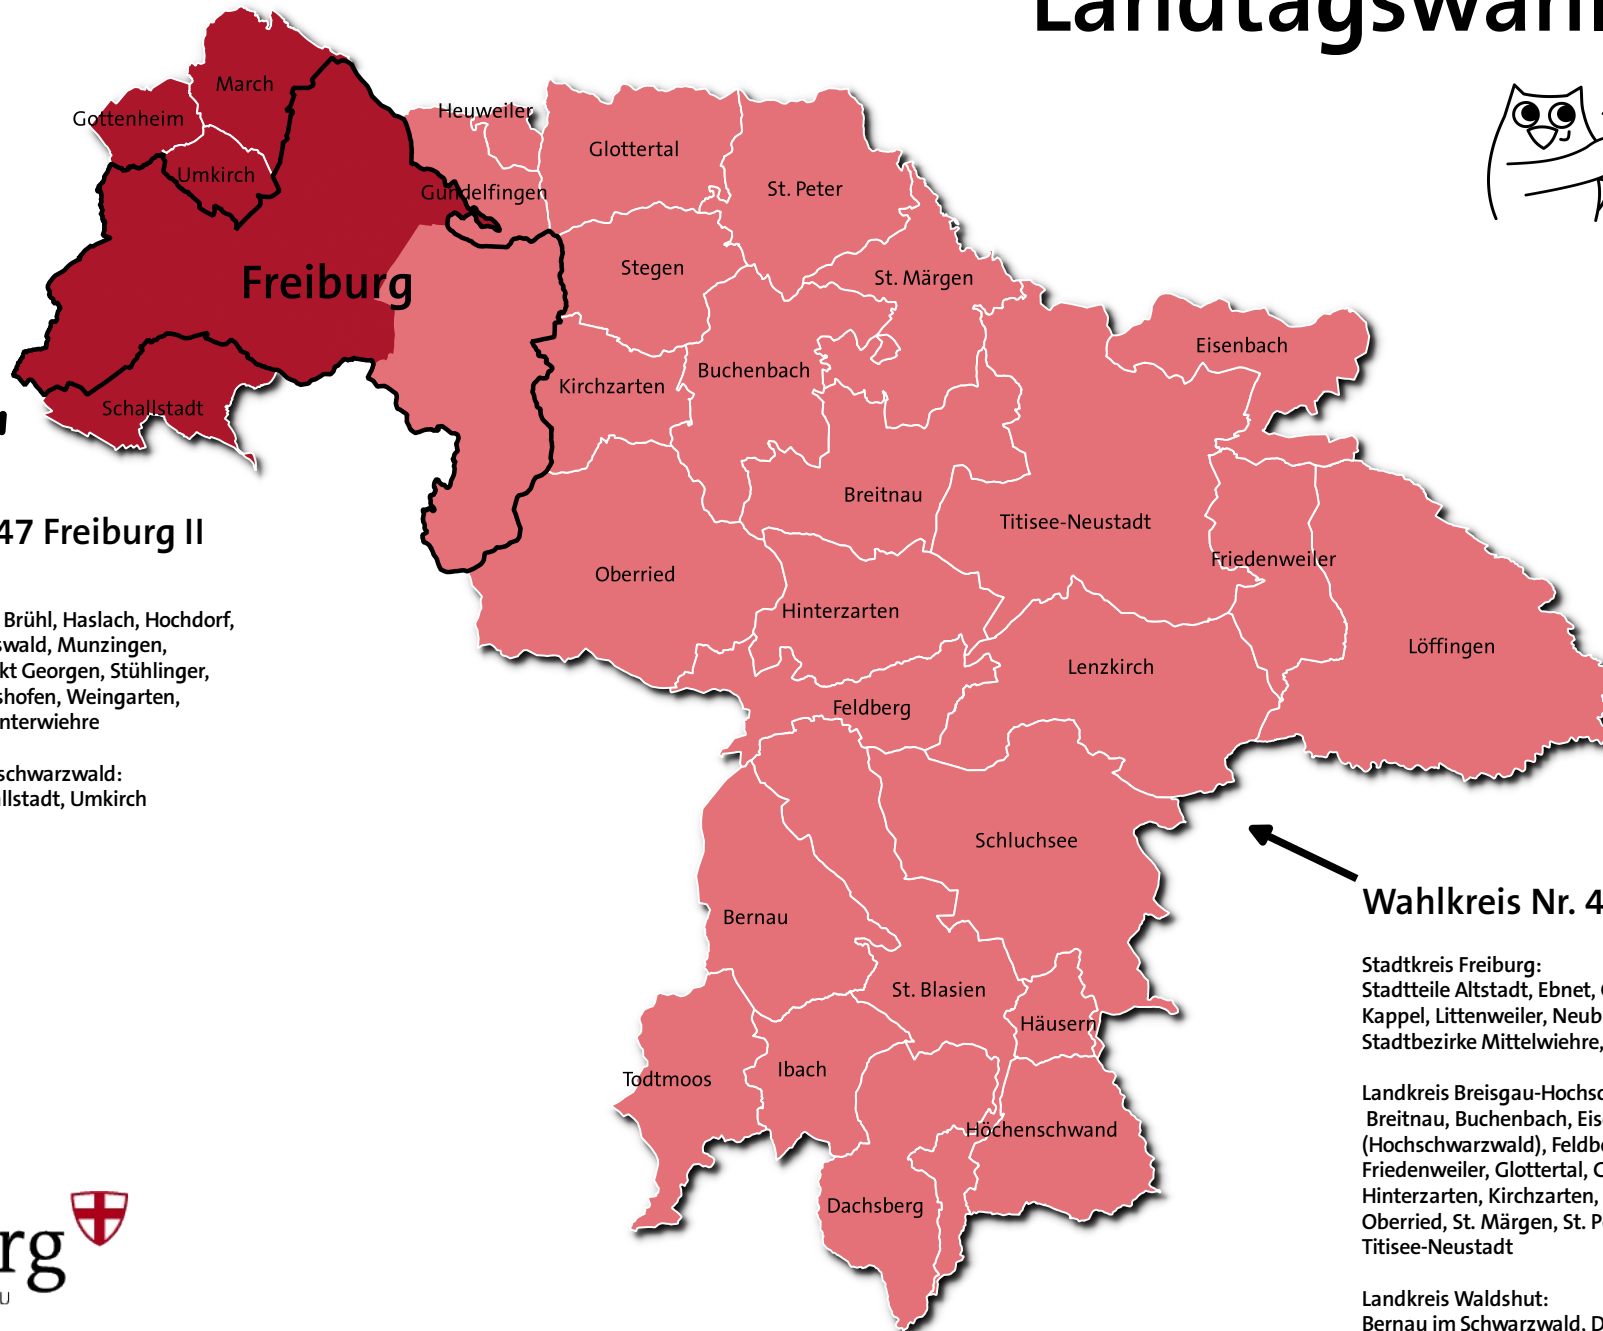 Landtagswahl
March
Gottenheim
Heuweiler
Glottertal
Umkirch
St. Peter
Gundelfingen
Stegen
St. Märgen
Freiburg
Eisenbach
Buchenbach
Kirchzarten
Schallstadt
Breitnau
Titisee-Neustadt
47 Freiburg II
Friedenweiler
Oberried
Hinterzarten
Brühl, Haslach, Hochdorf,
swald, Munzingen,
kt Georgen, Stühlinger,
shofen, Weingarten,
nterwiehre
Löffingen
Lenzkirch
Feldberg
schwarzwald:
llstadt, Umkirch
Schluchsee
Bernau
St. Blasien
Häusern
Ibach
Todtmoos
Höchenschwand
Dachsberg
Wahlkreis Nr. 4
Stadtkreis Freiburg:
Stadtteile Altstadt, Ebnet,
Kappel, Littenweiler, Neub
Stadtbezirke Mittelwiehre,
Landkreis Breisgau-Hochsc
Breitnau, Buchenbach, Eis
(Hochschwarzwald), Feldb
Friedenweiler, Glottertal,
Hinterzarten, Kirchzarten,
Oberried, St. Märgen, St. P
Titisee-Neustadt
Landkreis Waldshut:
Bernau im Schwarzwald, D
rg
U